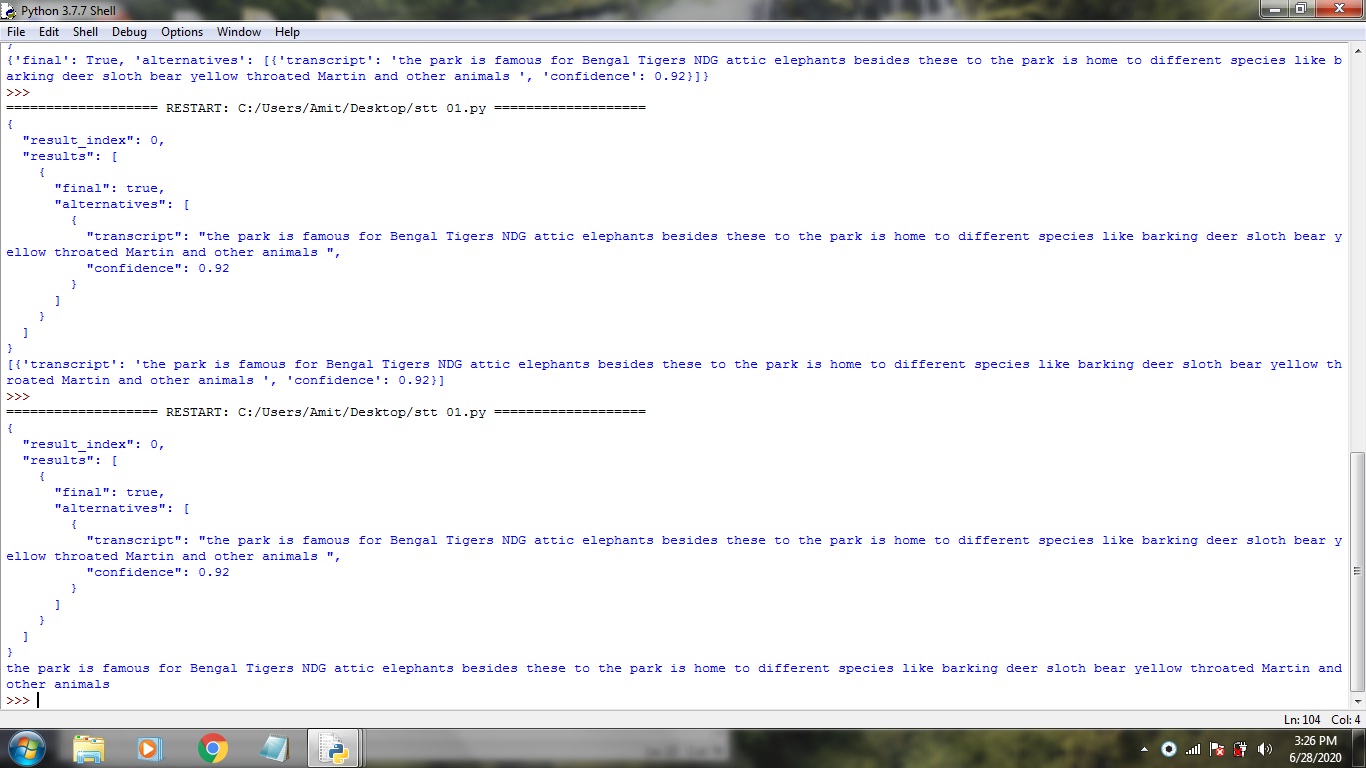 Python 3.7.7 Shell
File Edit Shell Debug Options Window Help
}
{'final': True, 'alternatives': [{'transcript': 'the park is famous for Bengal Tigers NDG attic elephants besides these to the park is home to different species like b
arking deer sloth bear yellow throated Martin and other animals ', 'confidence': 0.92}]}
>>>
=================== RESTART: C:/Users/Amit/Desktop/stt 01.py ===================
{
  "result_index": 0,
  "results": [
    {
      "final": true,
      "alternatives": [
        {
          "transcript": "the park is famous for Bengal Tigers NDG attic elephants besides these to the park is home to different species like barking deer sloth bear y
ellow throated Martin and other animals ",
          "confidence": 0.92
        }
      ]
    }
  ]
}
[{'transcript': 'the park is famous for Bengal Tigers NDG attic elephants besides these to the park is home to different species like barking deer sloth bear yellow th
roated Martin and other animals ', 'confidence': 0.92}]
>>>
=================== RESTART: C:/Users/Amit/Desktop/stt 01.py ===================
{
  "result_index": 0,
  "results": [
    {
      "final": true,
      "alternatives": [
        {
          "transcript": "the park is famous for Bengal Tigers NDG attic elephants besides these to the park is home to different species like barking deer sloth bear y
ellow throated Martin and other animals ",
          "confidence": 0.92
        }
      ]
    }
  ]
}
the park is famous for Bengal Tigers NDG attic elephants besides these to the park is home to different species like barking deer sloth bear yellow throated Martin and
other animals
>>>
Ln: 104 Col: 4
3:26 PM
6/28/2020